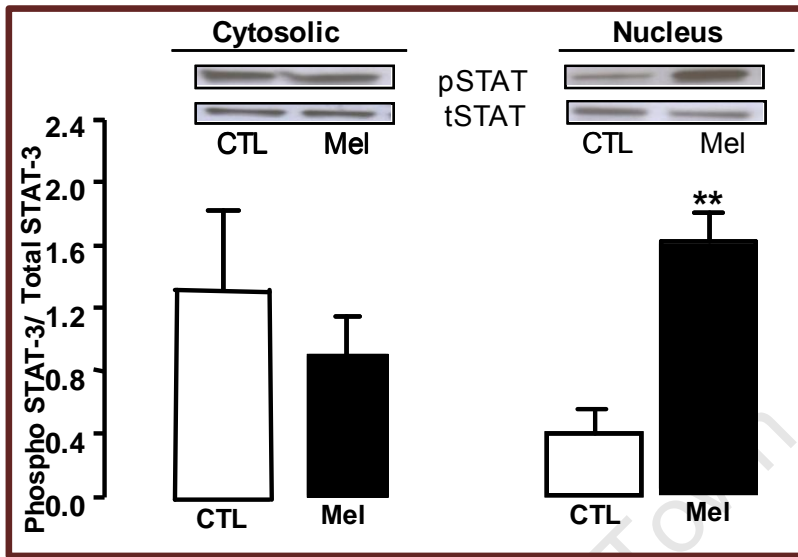 Cytosolic Nucleus
pSTAT
tSTAT
CTL Mel CTL Mel
Phospho STAT-3/ Total STAT-3
2.4
2.0
1.6
1.2
0.8
0.4
0.0
**
CTL Mel CTL Mel
Town